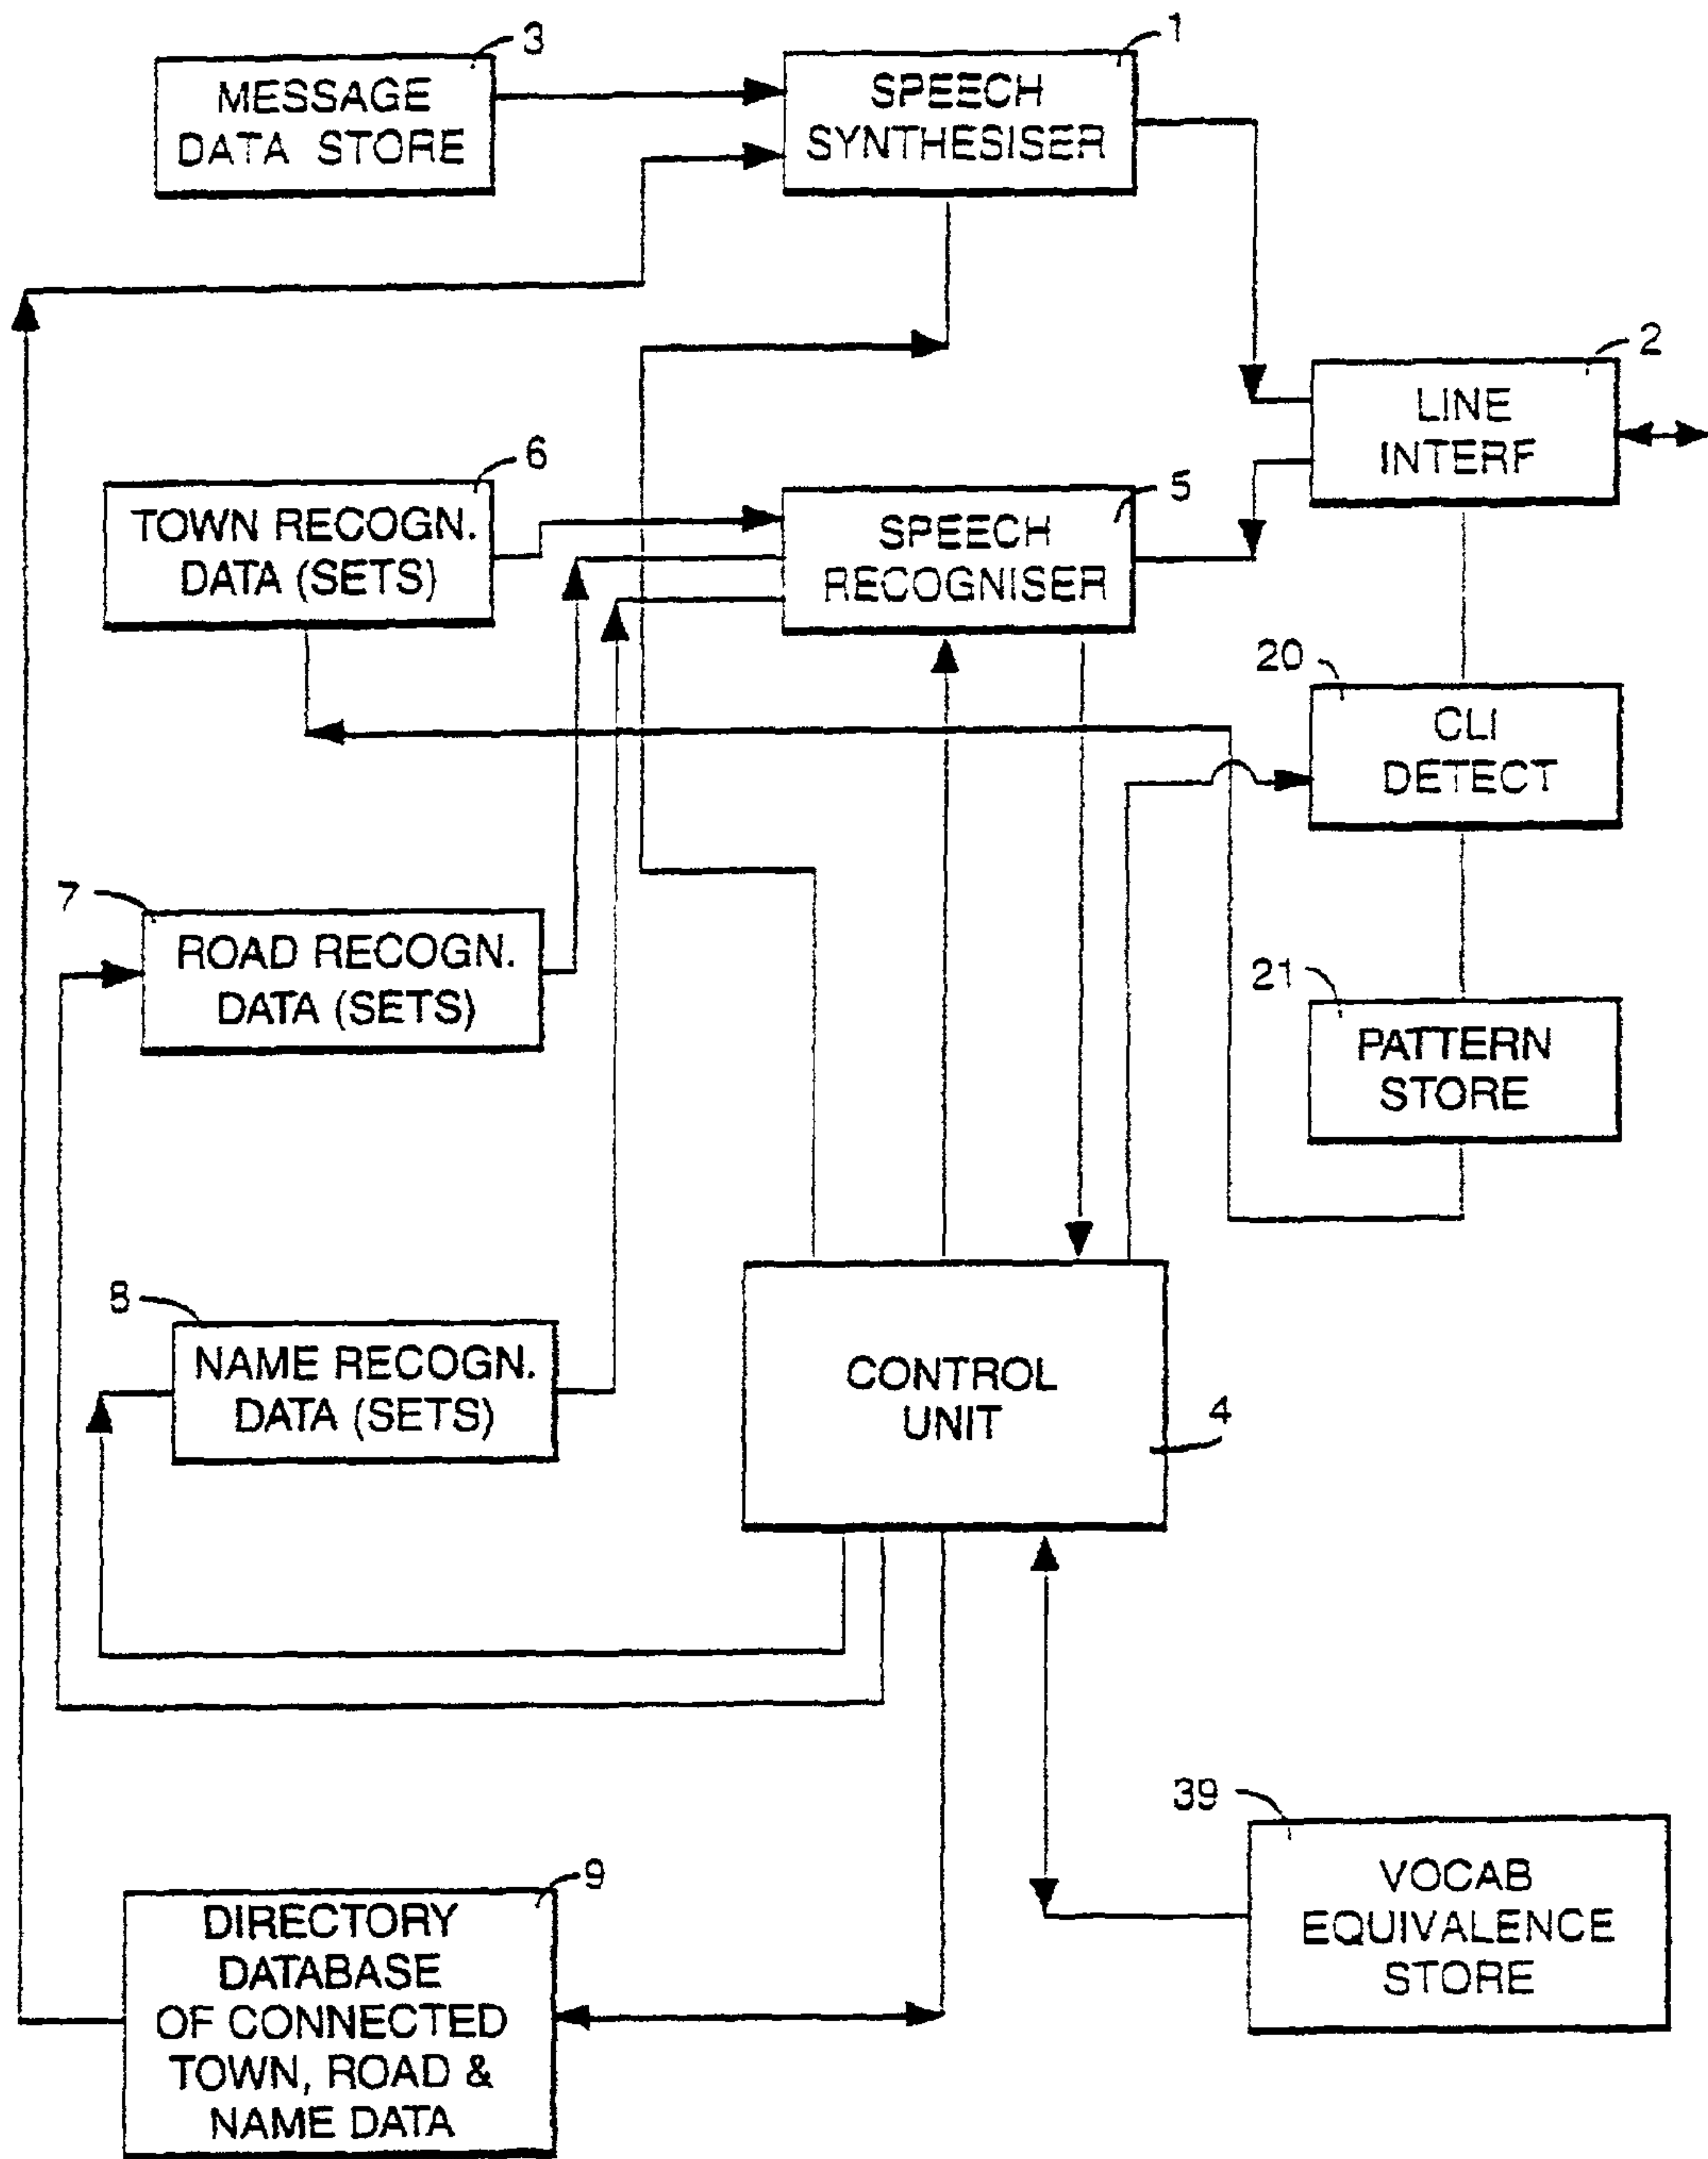 3
MESSAGE
DATA STORE
1
SPEECH
SYNTHESISER
2
LINE
INTERF
6
TOWN RECOGN.
DATA (SETS)
5
SPEECH
RECOGNISER
20
CLI
DETECT
7
ROAD RECOGN.
DATA (SETS)
21
PATTERN
STORE
8
NAME RECOGN.
DATA (SETS)
CONTROL
UNIT
4
39
VOCAB
EQUIVALENCE
STORE
9
DIRECTORY
DATABASE
OF CONNECTED
TOWN, ROAD &
NAME DATA